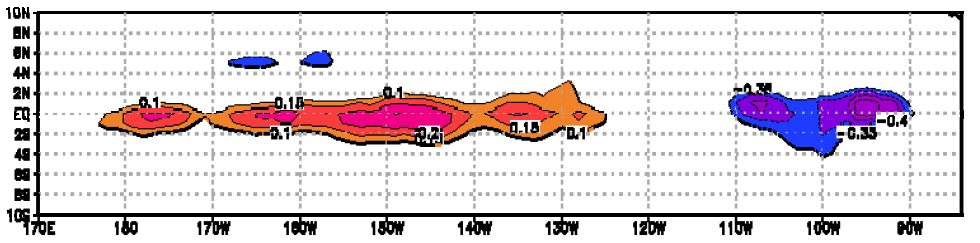 10N
8N
6N
4N
2N
EQ
2S
4S
6S
8S
10S
170E 180 170W 160W 150W 140W 130W 120W 110W 100W 90W
0.1 0.15 0.1 -0.35
0.1 0.2 0.15 0.1 -0.35 -0.4